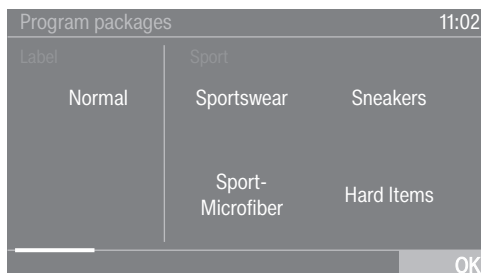 Program packages 11:02
Label Sport
Normal Sportswear Sneakers
Sport-
Microfiber Hard Items
OK